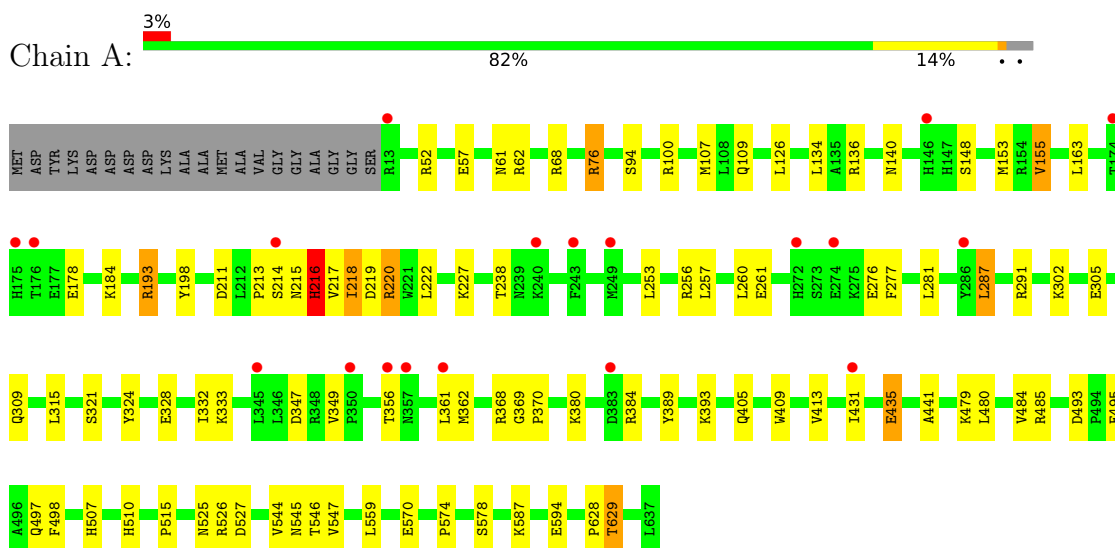 3%
Chain A:
82% 14% • •
MET ASP TYR LYS ASP ASP ASP ASP LYS ALA ALA MET ALA VAL GLY GLY ALA GLY GLY SER R13 R52 E57 N61 R62 R68 R76 S94 R100 M107 L108 Q109 L126 L134 A135 R136 N140 H146 H147 S148 M153 R154 V155 L163 T174
H175 T176 E177 E178 K184 R193 Y198 D211 L212 P213 S214 N215 H216 V217 I218 D219 R220 W221 L222 K227 T238 N239 K240 F243 M249 L253 R256 L257 L260 E261 H272 S273 E274 K275 E276 F277 L281 Y286 L287 R291 K302 E305
Q309 L315 S321 Y324 E328 I332 K333 L345 L346 D347 R348 V349 P350 T356 N357 L361 M362 R368 G369 P370 K380 D383 R384 Y389 K393 Q405 W409 V413 I431 E435 A441 K479 L480 V484 R485 D493 P494 E495
A496 Q497 F498 H507 H510 P515 N525 R526 D527 V544 N545 T546 V547 L559 E570 P574 S578 K587 E594 P628 T629 L637